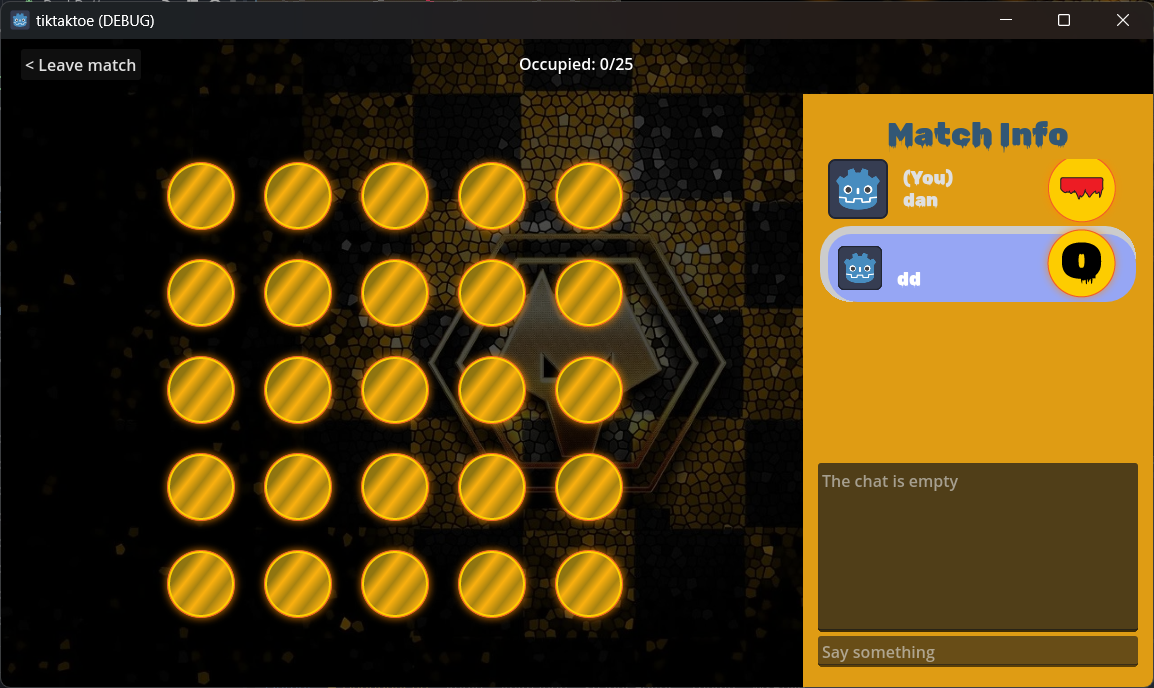 tiktaktoe (DEBUG)
< Leave match
Occupied: 0/25
Match Info
(You)
dan
dd
The chat is empty
Say something